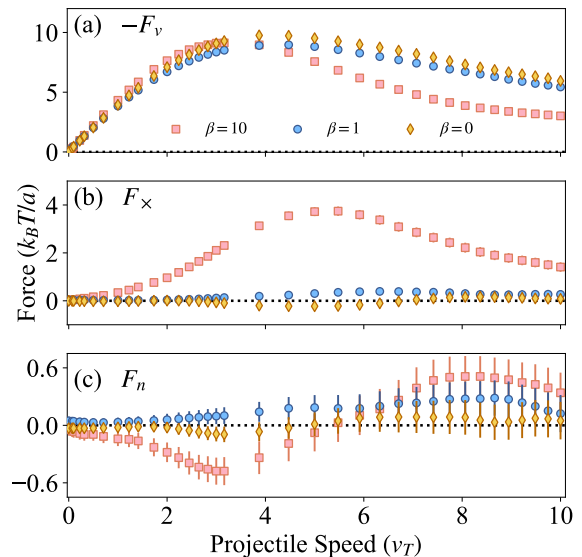 (a) −F_v
10
5
0
β = 10 β = 1 β = 0
(b) F_×
4
2
0
Force (k_BT/a)
(c) F_n
0.6
0.0
−0.6
0 2 4 6 8 10
Projectile Speed (v_T)